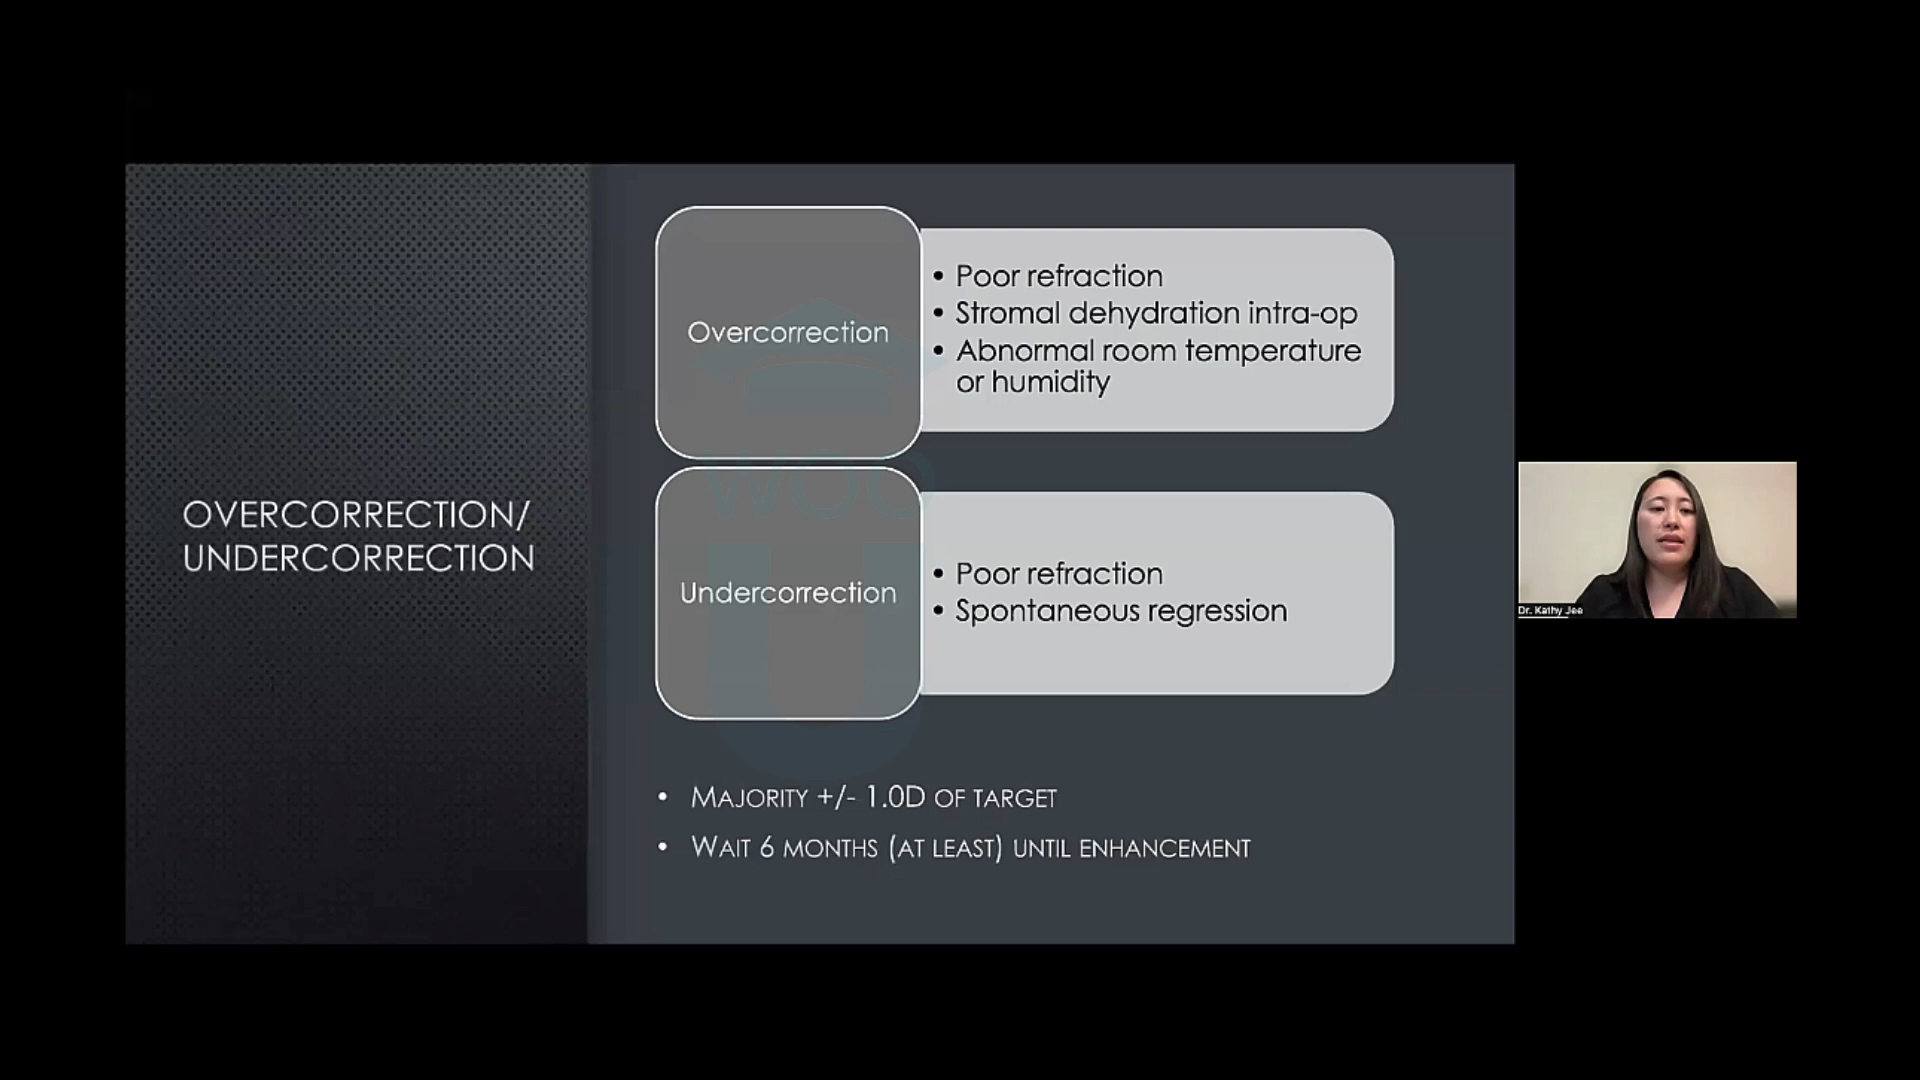 OVERCORRECTION/
UNDERCORRECTION
Overcorrection
• Poor refraction
• Stromal dehydration intra-op
• Abnormal room temperature
or humidity
Undercorrection
• Poor refraction
• Spontaneous regression
• MAJORITY +/- 1.0D OF TARGET
• WAIT 6 MONTHS (AT LEAST) UNTIL ENHANCEMENT
WOO
U
Dr. Kathy Jee